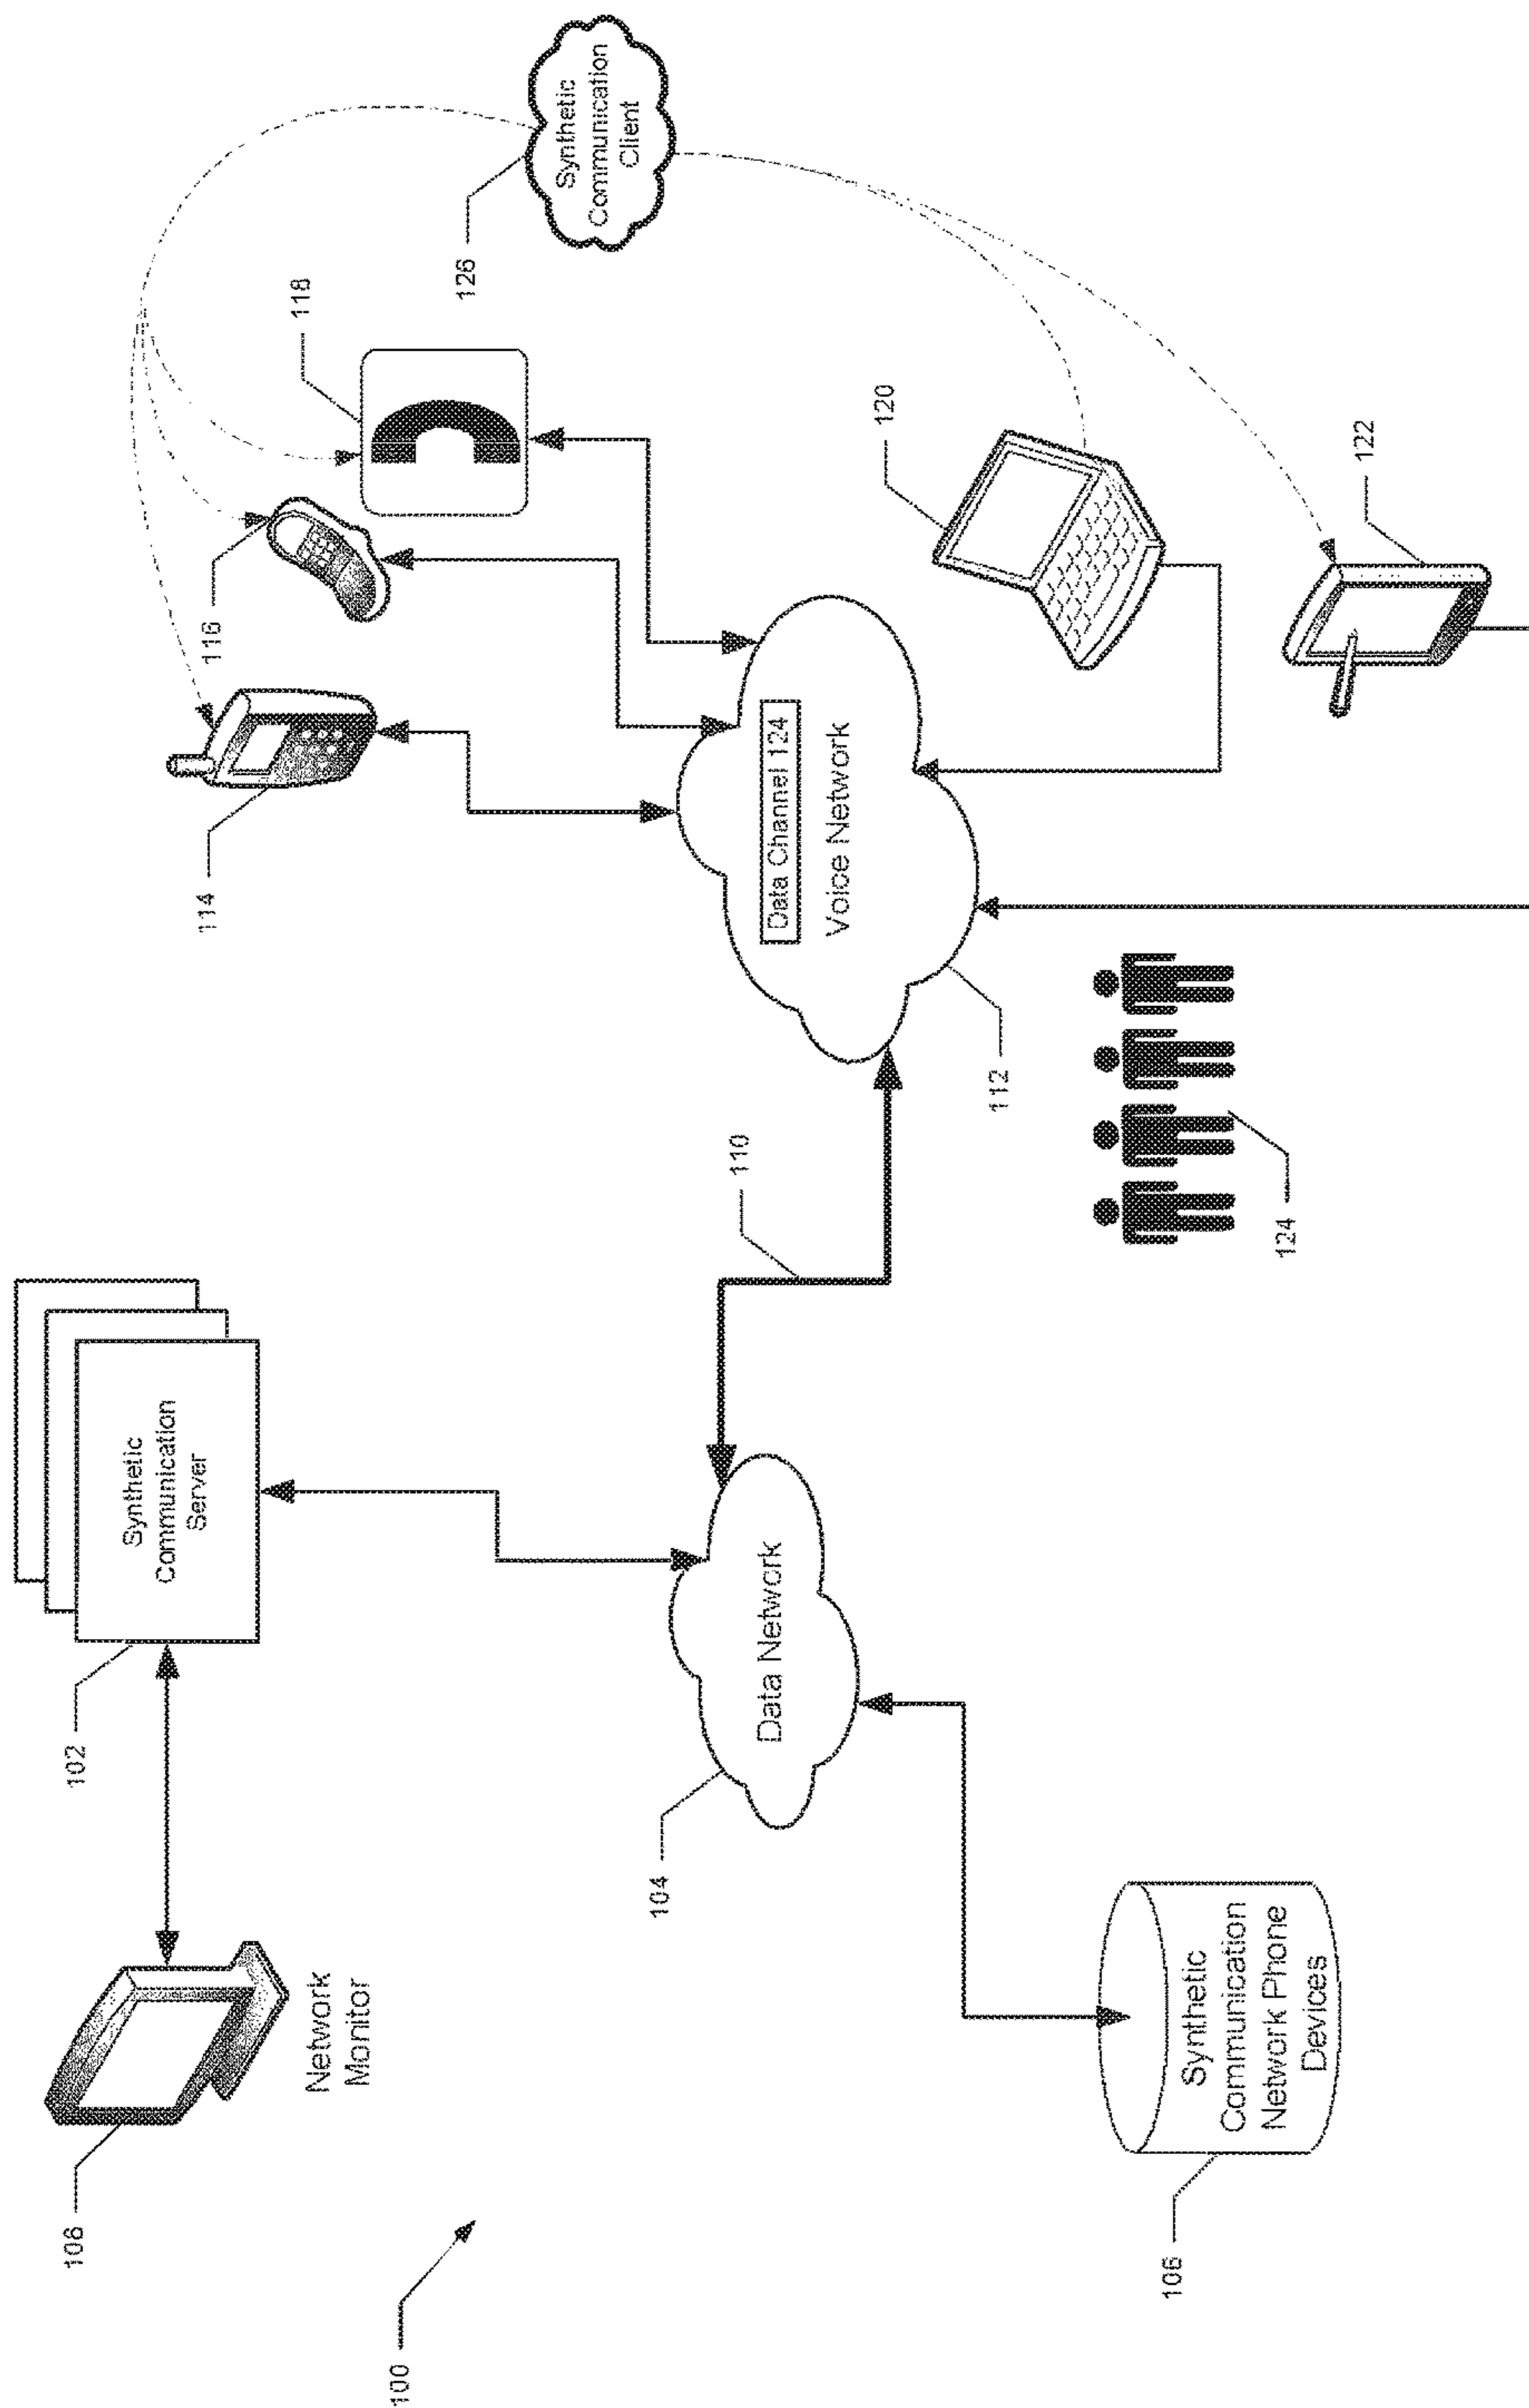 108
102
Synthetic
Communication
Server
114
116
118
Network
Monitor
100
126
Synthetic
Communication
Client
104
110
Data Network
Data Channel 124
Voice Network
120
112
106
Synthetic
Communication
Network Phone
Devices
124
122